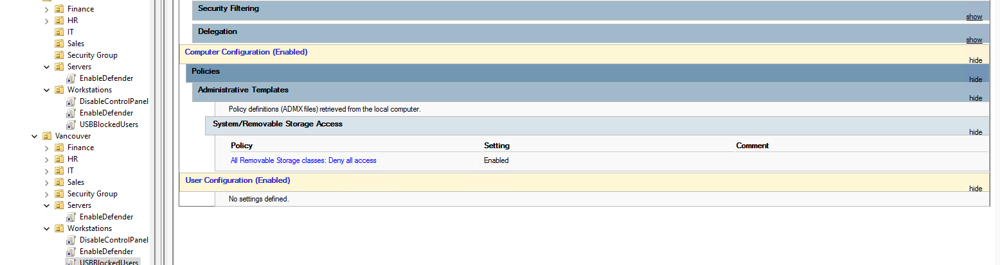 Finance
HR
IT
Sales
Security Group
Servers
EnableDefender
Workstations
DisableControlPanel
EnableDefender
USBBlockedUsers
Vancouver
Finance
HR
IT
Sales
Security Group
Servers
EnableDefender
Workstations
DisableControlPanel
EnableDefender
USBBlockedUsers
Security Filtering
show
Delegation
show
Computer Configuration (Enabled)
hide
Policies
hide
Administrative Templates
hide
Policy definitions (ADMX files) retrieved from the local computer.
System/Removable Storage Access
hide
Policy Setting Comment
All Removable Storage classes: Deny all access Enabled
User Configuration (Enabled)
hide
No settings defined.